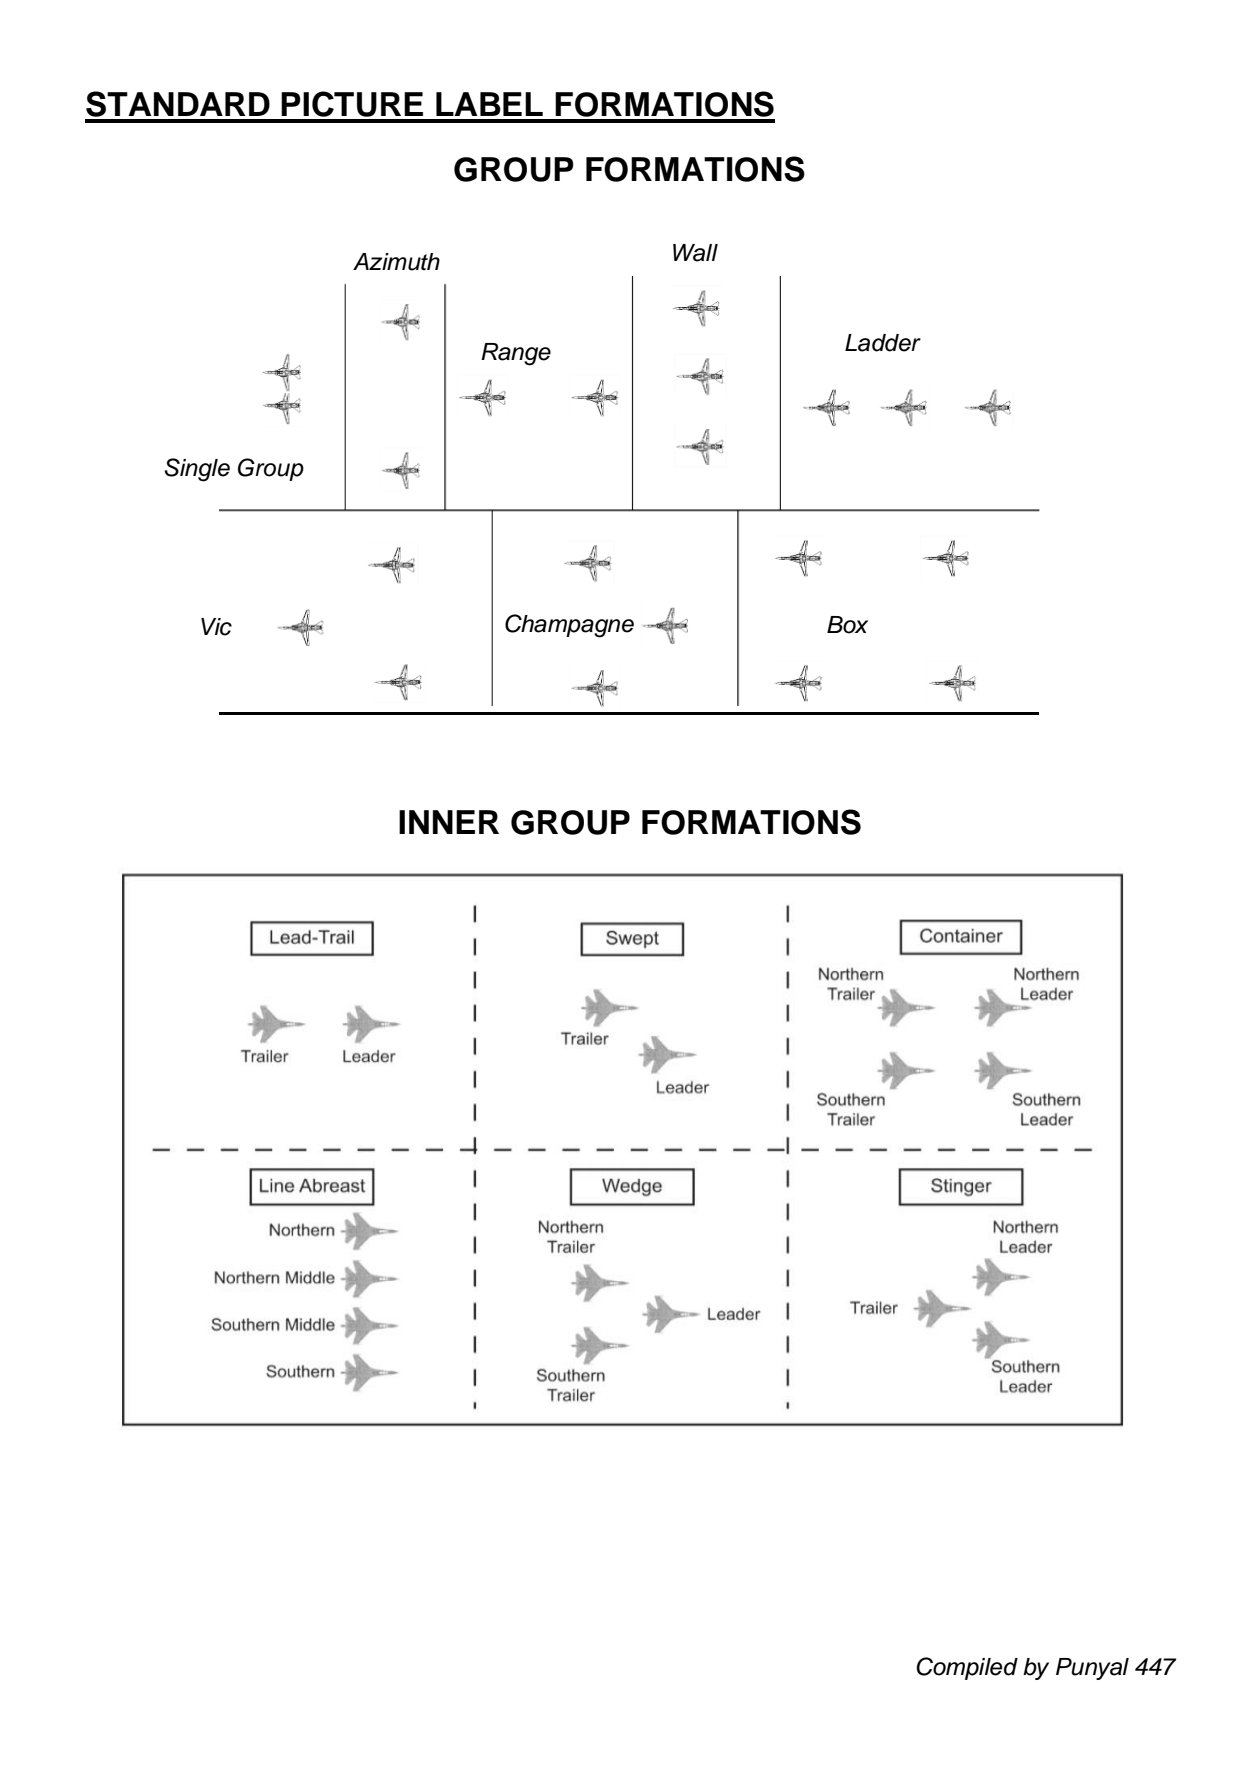 STANDARD PICTURE LABEL FORMATIONS
GROUP FORMATIONS
Azimuth
Wall
Range
Ladder
Single Group
Vic
Champagne
Box
INNER GROUP FORMATIONS
Lead-Trail
Trailer
Leader
Swept
Trailer
Leader
Container
Northern
Trailer
Northern
Leader
Southern
Trailer
Southern
Leader
Line Abreast
Northern
Northern Middle
Southern Middle
Southern
Wedge
Northern
Trailer
Leader
Southern
Trailer
Stinger
Northern
Leader
Trailer
Southern
Leader
Compiled by Punyal 447